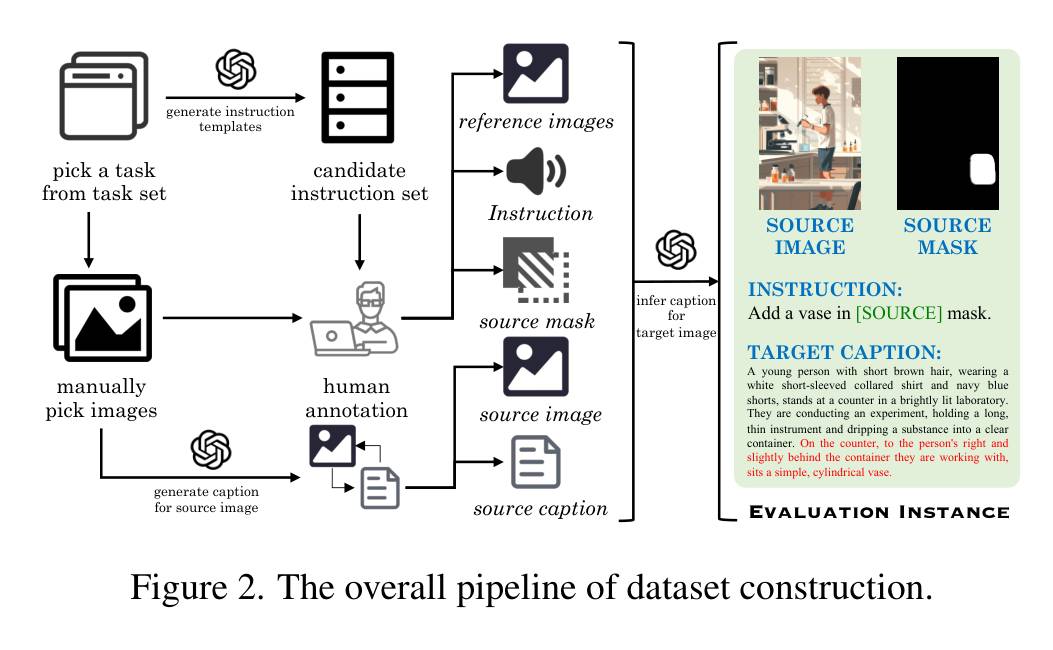 generate instruction
templates
pick a task
from task set
candidate
instruction set
manually
pick images
human
annotation
generate caption
for source image
reference images
Instruction
source mask
source image
source caption
infer caption
for
target image
SOURCE
IMAGE
SOURCE
MASK
INSTRUCTION:
Add a vase in [SOURCE] mask.
TARGET CAPTION:
A young person with short brown hair, wearing a
white short-sleeved collared shirt and navy blue
shorts, stands at a counter in a brightly lit laboratory.
They are conducting an experiment, holding a long,
thin instrument and dripping a substance into a clear
container. On the counter, to the person's right and
slightly behind the container they are working with,
sits a simple, cylindrical vase.
Evaluation Instance
Figure 2. The overall pipeline of dataset construction.